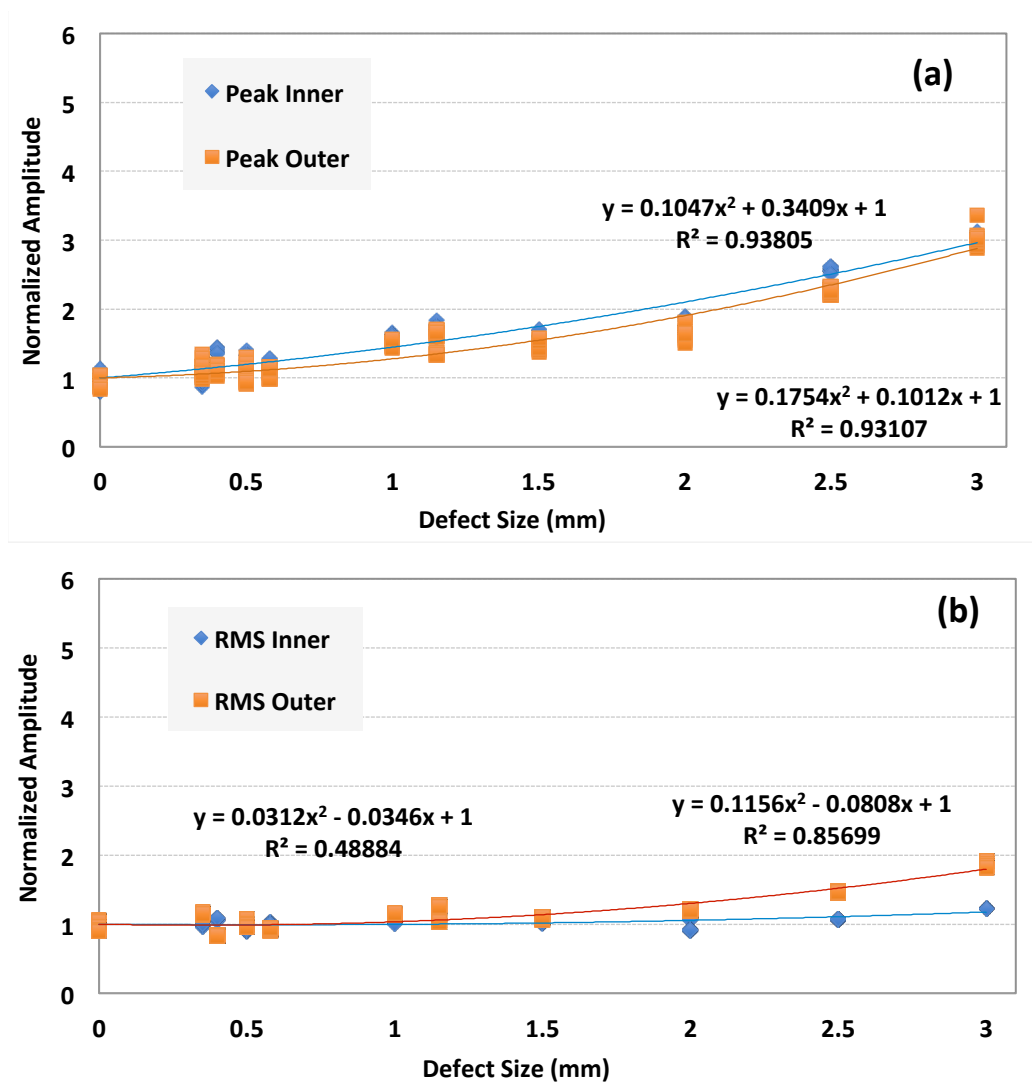 (a)
6
5
4
3
2
1
0
Normalized Amplitude
Peak Inner
Peak Outer
y = 0.1047x² + 0.3409x + 1
R² = 0.93805
y = 0.1754x² + 0.1012x + 1
R² = 0.93107
0 0.5 1 1.5 2 2.5 3
Defect Size (mm)
(b)
6
5
4
3
2
1
0
Normalized Amplitude
RMS Inner
RMS Outer
y = 0.0312x² - 0.0346x + 1
R² = 0.48884
y = 0.1156x² - 0.0808x + 1
R² = 0.85699
0 0.5 1 1.5 2 2.5 3
Defect Size (mm)